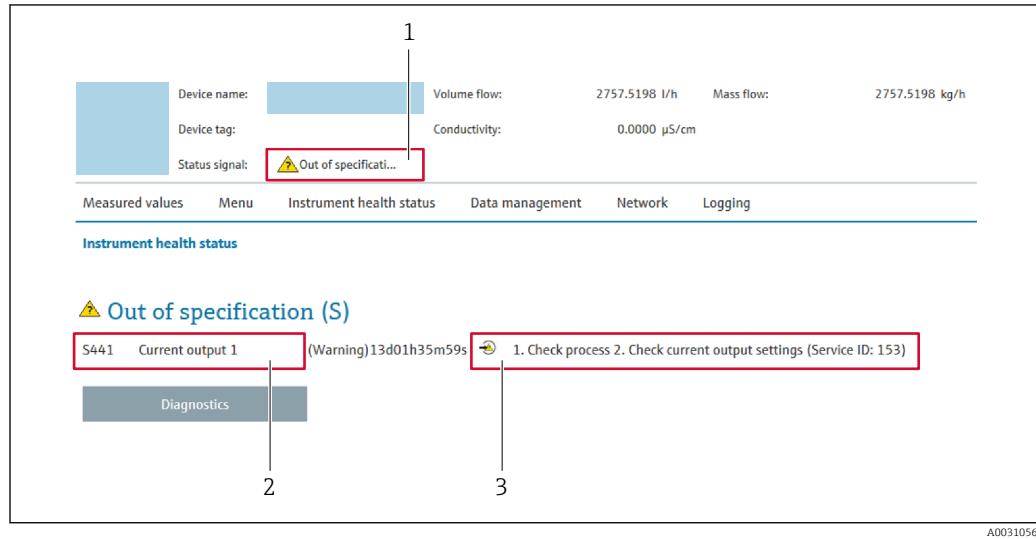 1
Device name: Volume flow: 2757.5198 l/h Mass flow: 2757.5198 kg/h
Device tag: Conductivity: 0.0000 µS/cm
Status signal: Out of specificati...
Measured values Menu Instrument health status Data management Network Logging
Instrument health status
Out of specification (S)
S441 Current output 1 (Warning)13d01h35m59s 1. Check process 2. Check current output settings (Service ID: 153)
Diagnostics
2 3
A0031056